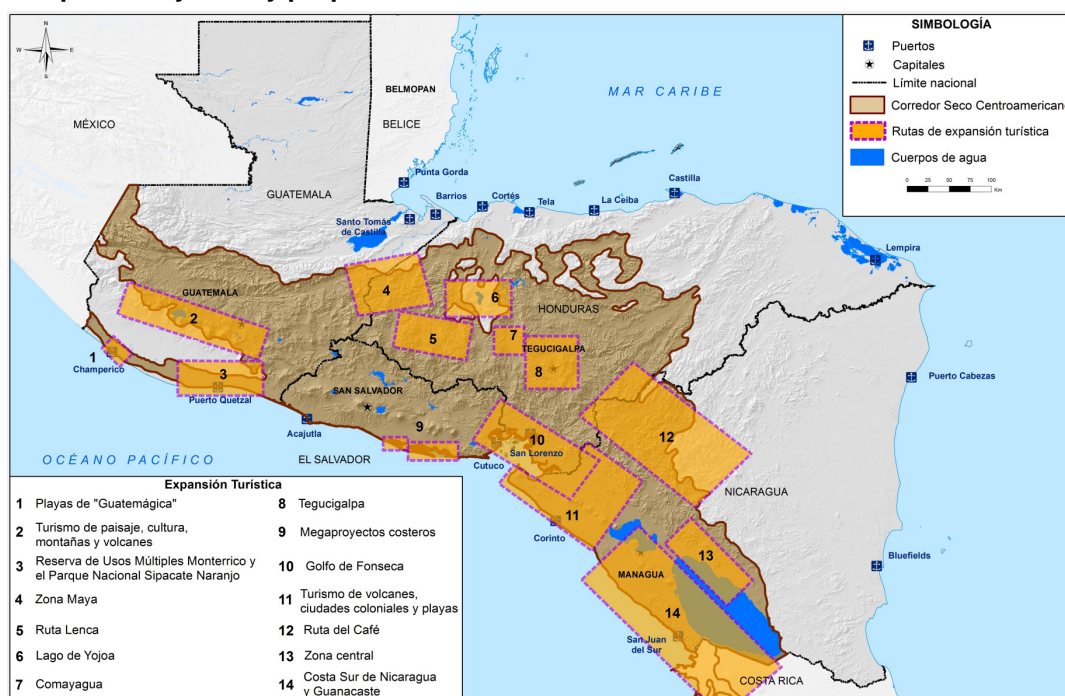 N
W
E
S
SIMBOLOGÍA
Puertos
Capitales
Límite nacional
Corredor Seco Centroamericano
Rutas de expansión turística
Cuerpos de agua
0 25 50 75 100
Km
MÉXICO
BELMOPAN
BELICE
MAR CARIBE
GUATEMALA
Punta Gorda
Barrios
Cortés
Tela
La Ceiba
Castilla
Santo Tomás
de Castilla
Lempira
GUATEMALA
4
6
HONDURAS
2
5
7
TEGUCIGALPA
8
1
Champerico
3
Puerto Quetzal
SAN SALVADOR
Puerto Cabezas
Acajutla
9
12
10
San Lorenzo
Cutuco
OCÉANO PACÍFICO
EL SALVADOR
NICARAGUA
11
Corinto
13
MANAGUA
Bluefields
14
San Juan
del Sur
COSTA RICA
Expansión Turística
1 Playas de "Guatemágica"
2 Turismo de paisaje, cultura,
montañas y volcanes
3 Reserva de Usos Múltiples Monterrico y
el Parque Nacional Sipacate Naranjo
4 Zona Maya
5 Ruta Lenca
6 Lago de Yojoa
7 Comayagua
8 Tegucigalpa
9 Megaproyectos costeros
10 Golfo de Fonseca
11 Turismo de volcanes,
ciudades coloniales y playas
12 Ruta del Café
13 Zona central
14 Costa Sur de Nicaragua
y Guanacaste